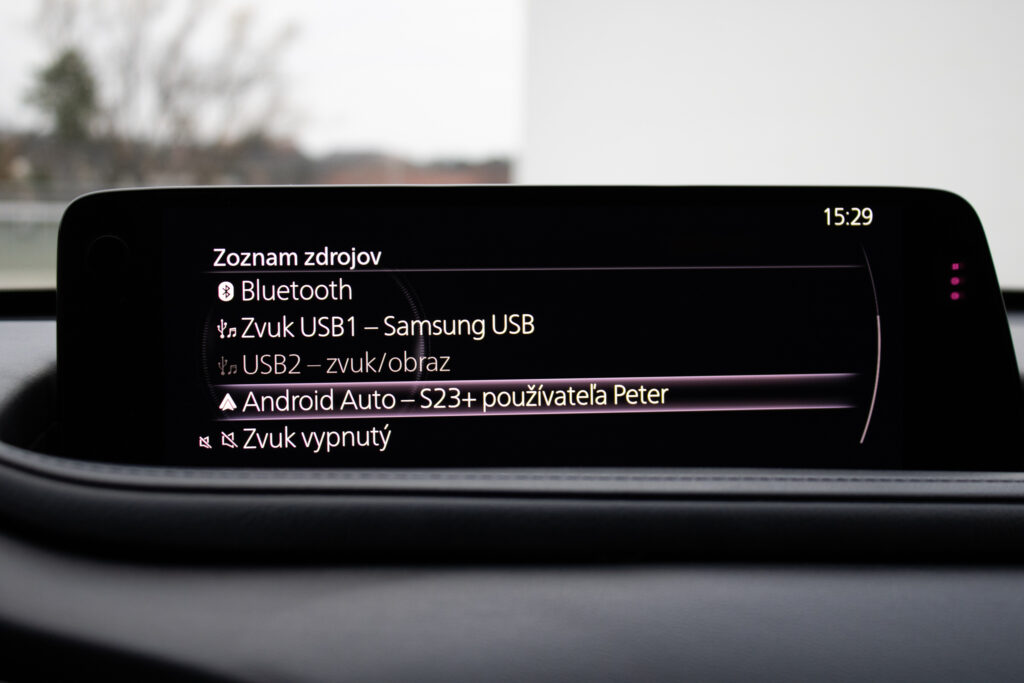 15:29
Zoznam zdrojov
Bluetooth
Zvuk USB1 – Samsung USB
USB2 – zvuk/obraz
Android Auto – S23+ používateľa Peter
Zvuk vypnutý